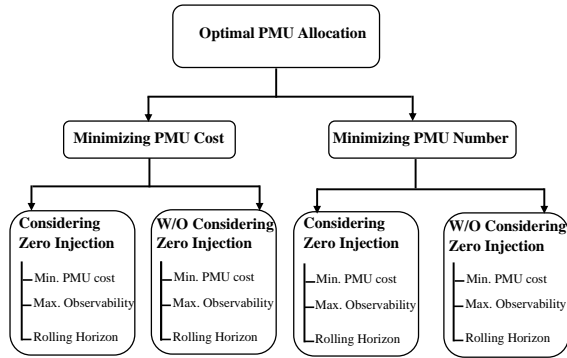 Optimal PMU Allocation
Minimizing PMU Cost
Minimizing PMU Number
Considering
Zero Injection
Min. PMU cost
Max. Observability
Rolling Horizon
W/O Considering
Zero Injection
Min. PMU cost
Max. Observability
Rolling Horizon
Considering
Zero Injection
Min. PMU cost
Max. Observability
Rolling Horizon
W/O Considering
Zero Injection
Min. PMU cost
Max. Observability
Rolling Horizon